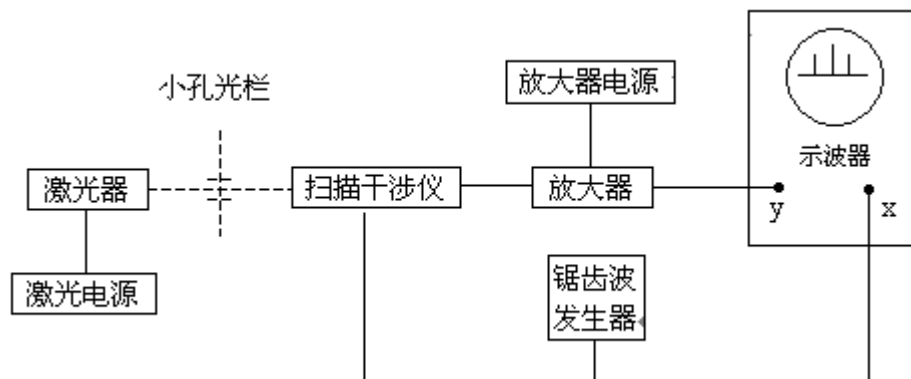 小孔光栏
放大器电源
示波器
激光器
扫描干涉仪
放大器
y
x
激光电源
锯齿波
发生器